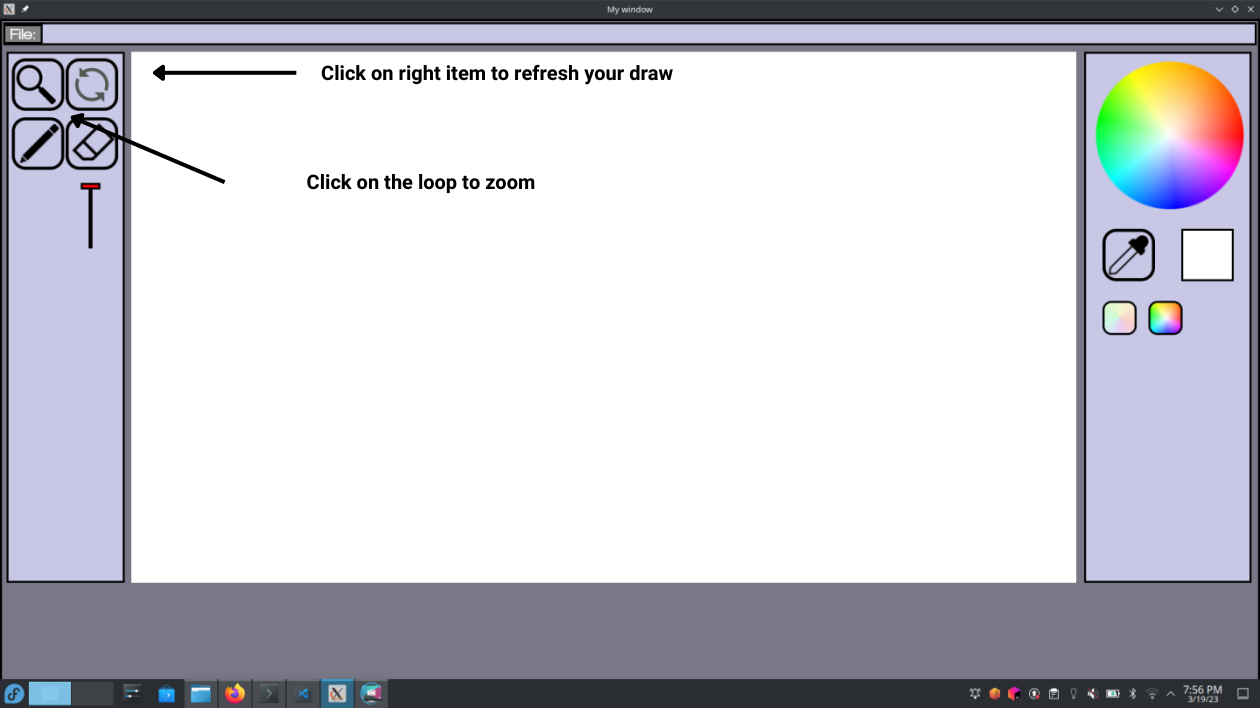 My window
File:
Click on right item to refresh your draw
Click on the loop to zoom
7:56 PM
3/19/23